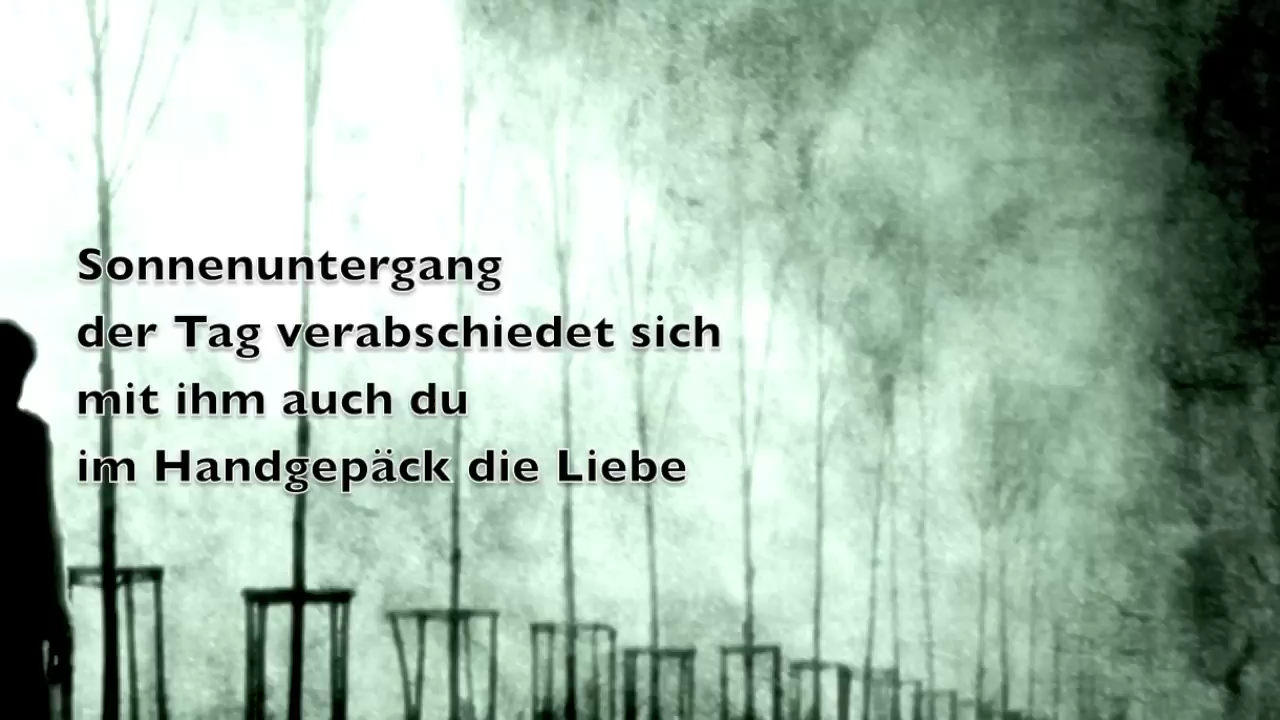 Sonnenuntergang
der Tag verabschiedet sich
mit ihm auch du
im Handgepäck die Liebe